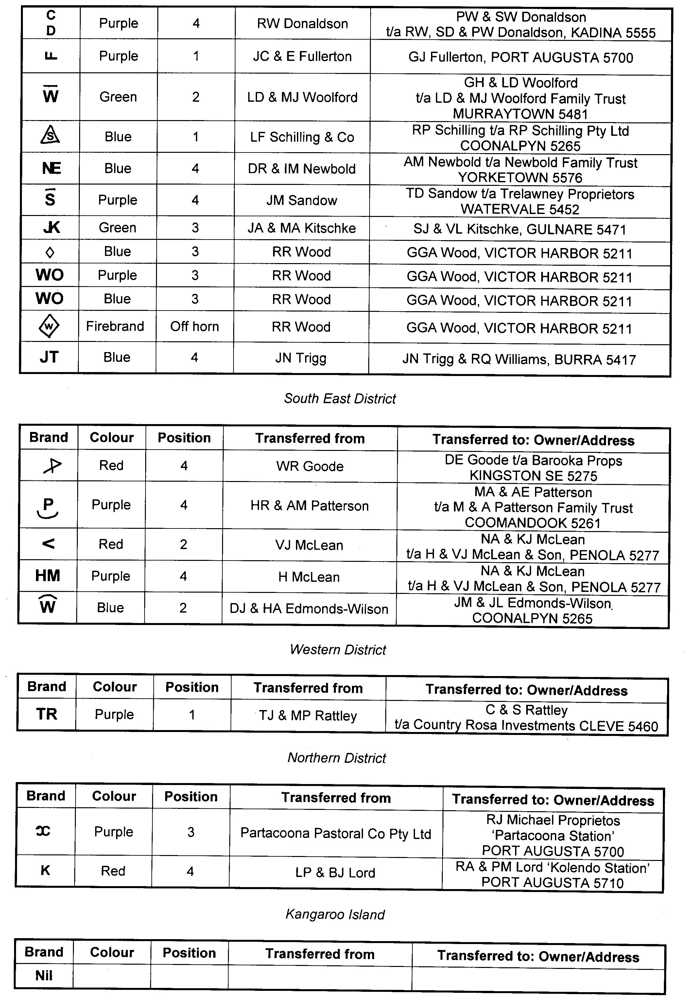 C
D Purple 4 RW Donaldson PW & SW Donaldson
t/a RW, SD & PW Donaldson, KADINA 5555
Purple 1 JC & E Fullerton GJ Fullerton, PORT AUGUSTA 5700
W Green 2 LD & MJ Woolford GH & LD Woolford
t/a LD & MJ Woolford Family Trust
MURRAYTOWN 5481
S Blue 1 LF Schilling & Co RP Schilling t/a RP Schilling Pty Ltd
COONALPYN 5265
NE Blue 4 DR & IM Newbold AM Newbold t/a Newbold Family Trust
YORKETOWN 5576
S Purple 4 JM Sandow TD Sandow t/a Trelawney Proprietors
WATERVALE 5452
JK Green 3 JA & MA Kitschke SJ & VL Kitschke, GULNARE 5471
◊ Blue 3 RR Wood GGA Wood, VICTOR HARBOR 5211
WO Purple 3 RR Wood GGA Wood, VICTOR HARBOR 5211
WO Blue 3 RR Wood GGA Wood, VICTOR HARBOR 5211
W Firebrand Off horn RR Wood GGA Wood, VICTOR HARBOR 5211
JT Blue 4 JN Trigg JN Trigg & RQ Williams, BURRA 5417
South East District
Brand Colour Position Transferred from Transferred to: Owner/Address
Red 4 WR Goode DE Goode t/a Barooka Props
KINGSTON SE 5275
P Purple 4 HR & AM Patterson MA & AE Patterson
t/a M & A Patterson Family Trust
COOMANDOOK 5261
< Red 2 VJ McLean NA & KJ McLean
t/a H & VJ McLean & Son, PENOLA 5277
HM Purple 4 H McLean NA & KJ McLean
t/a H & VJ McLean & Son, PENOLA 5277
W Blue 2 DJ & HA Edmonds-Wilson JM & JL Edmonds-Wilson
COONALPYN 5265
Western District
Brand Colour Position Transferred from Transferred to: Owner/Address
TR Purple 1 TJ & MP Rattley C & S Rattley
t/a Country Rosa Investments CLEVE 5460
Northern District
Brand Colour Position Transferred from Transferred to: Owner/Address
Purple 3 Partacoona Pastoral Co Pty Ltd RJ Michael Proprietos
‘Partacoona Station’
PORT AUGUSTA 5700
K Red 4 LP & BJ Lord RA & PM Lord ‘Kolendo Station’
PORT AUGUSTA 5710
Kangaroo Island
Brand Colour Position Transferred from Transferred to: Owner/Address
Nil